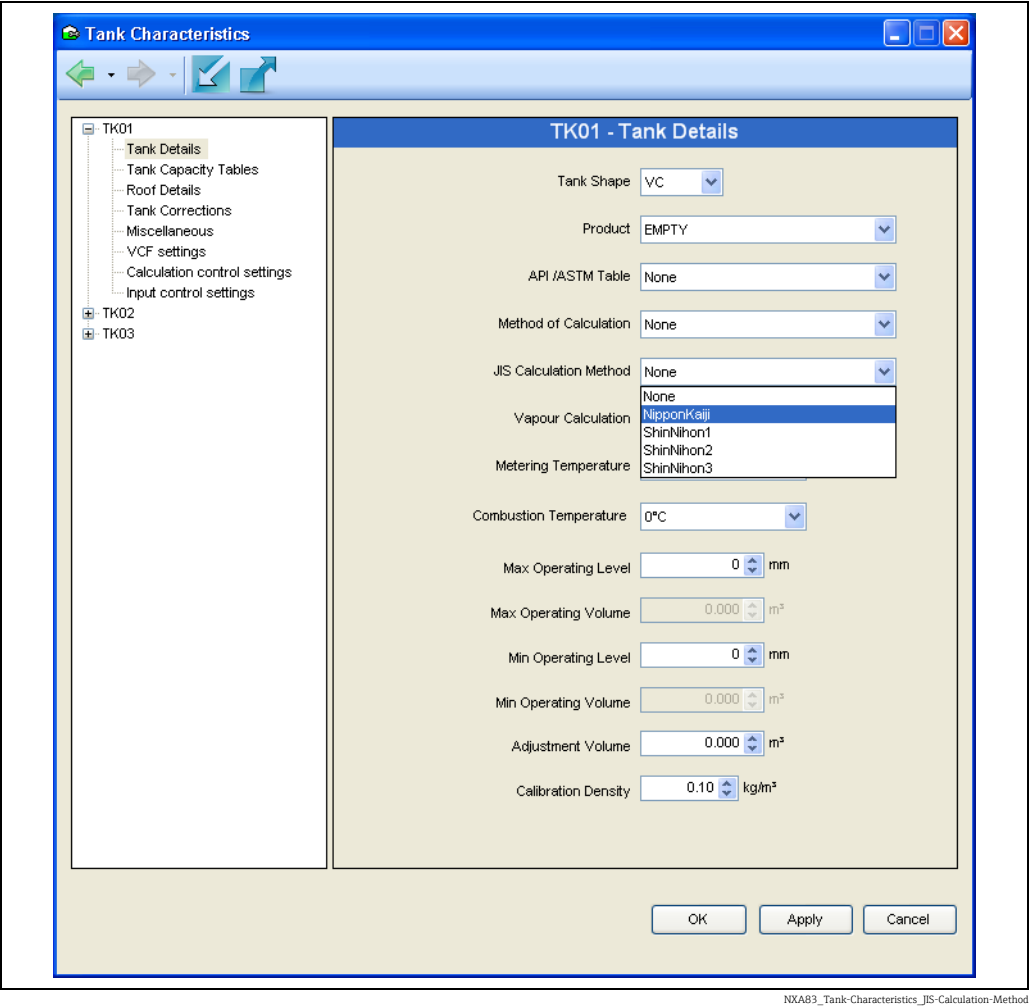 Tank Characteristics
TK01
Tank Details
Tank Capacity Tables
Roof Details
Tank Corrections
Miscellaneous
VCF settings
Calculation control settings
Input control settings
TK02
TK03
TK01 - Tank Details
Tank Shape VC
Product EMPTY
API /ASTM Table None
Method of Calculation None
JIS Calculation Method None
None
NipponKaiji
ShinNihon1
ShinNihon2
ShinNihon3
Vapour Calculation
Metering Temperature
Combustion Temperature 0°C
Max Operating Level 0 mm
Max Operating Volume 0.000 m³
Min Operating Level 0 mm
Min Operating Volume 0.000 m³
Adjustment Volume 0.000 m³
Calibration Density 0.10 kg/m³
OK Apply Cancel
NXA83_Tank-Characteristics_JIS-Calculation-Method